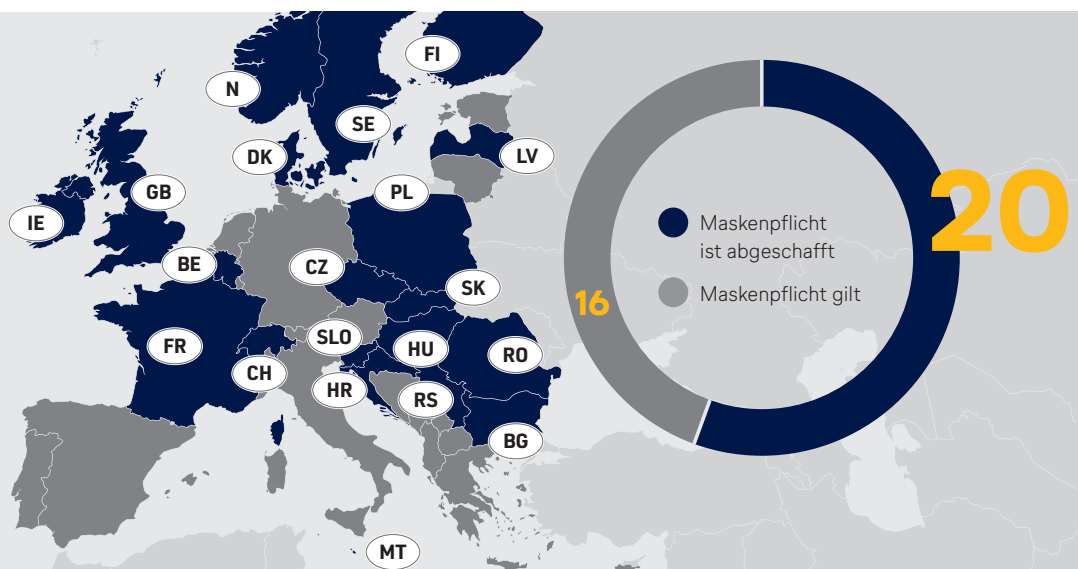 FI
N
SE
DK
LV
PL
GB
IE
BE
CZ
SK
SLO
FR
HU
RO
CH
HR
RS
BG
MT
20
Maskenpflicht
ist abgeschafft
Maskenpflicht gilt
16